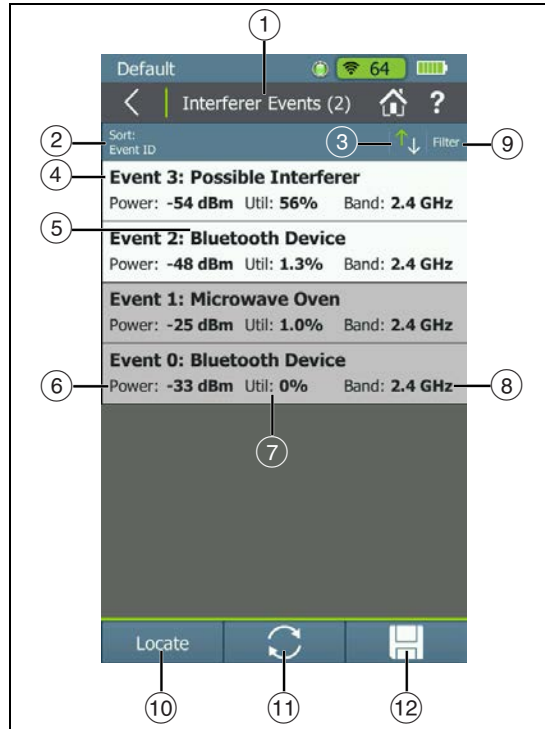 1
Default 64
Interferer Events (2) ?
2 Sort: 3 Filter 9
Event ID
4 Event 3: Possible Interferer
Power: -54 dBm Util: 56% Band: 2.4 GHz
5 Event 2: Bluetooth Device
Power: -48 dBm Util: 1.3% Band: 2.4 GHz
Event 1: Microwave Oven
Power: -25 dBm Util: 1.0% Band: 2.4 GHz
Event 0: Bluetooth Device
6 Power: -33 dBm Util: 0% Band: 2.4 GHz 8
7
Locate
10 11 12